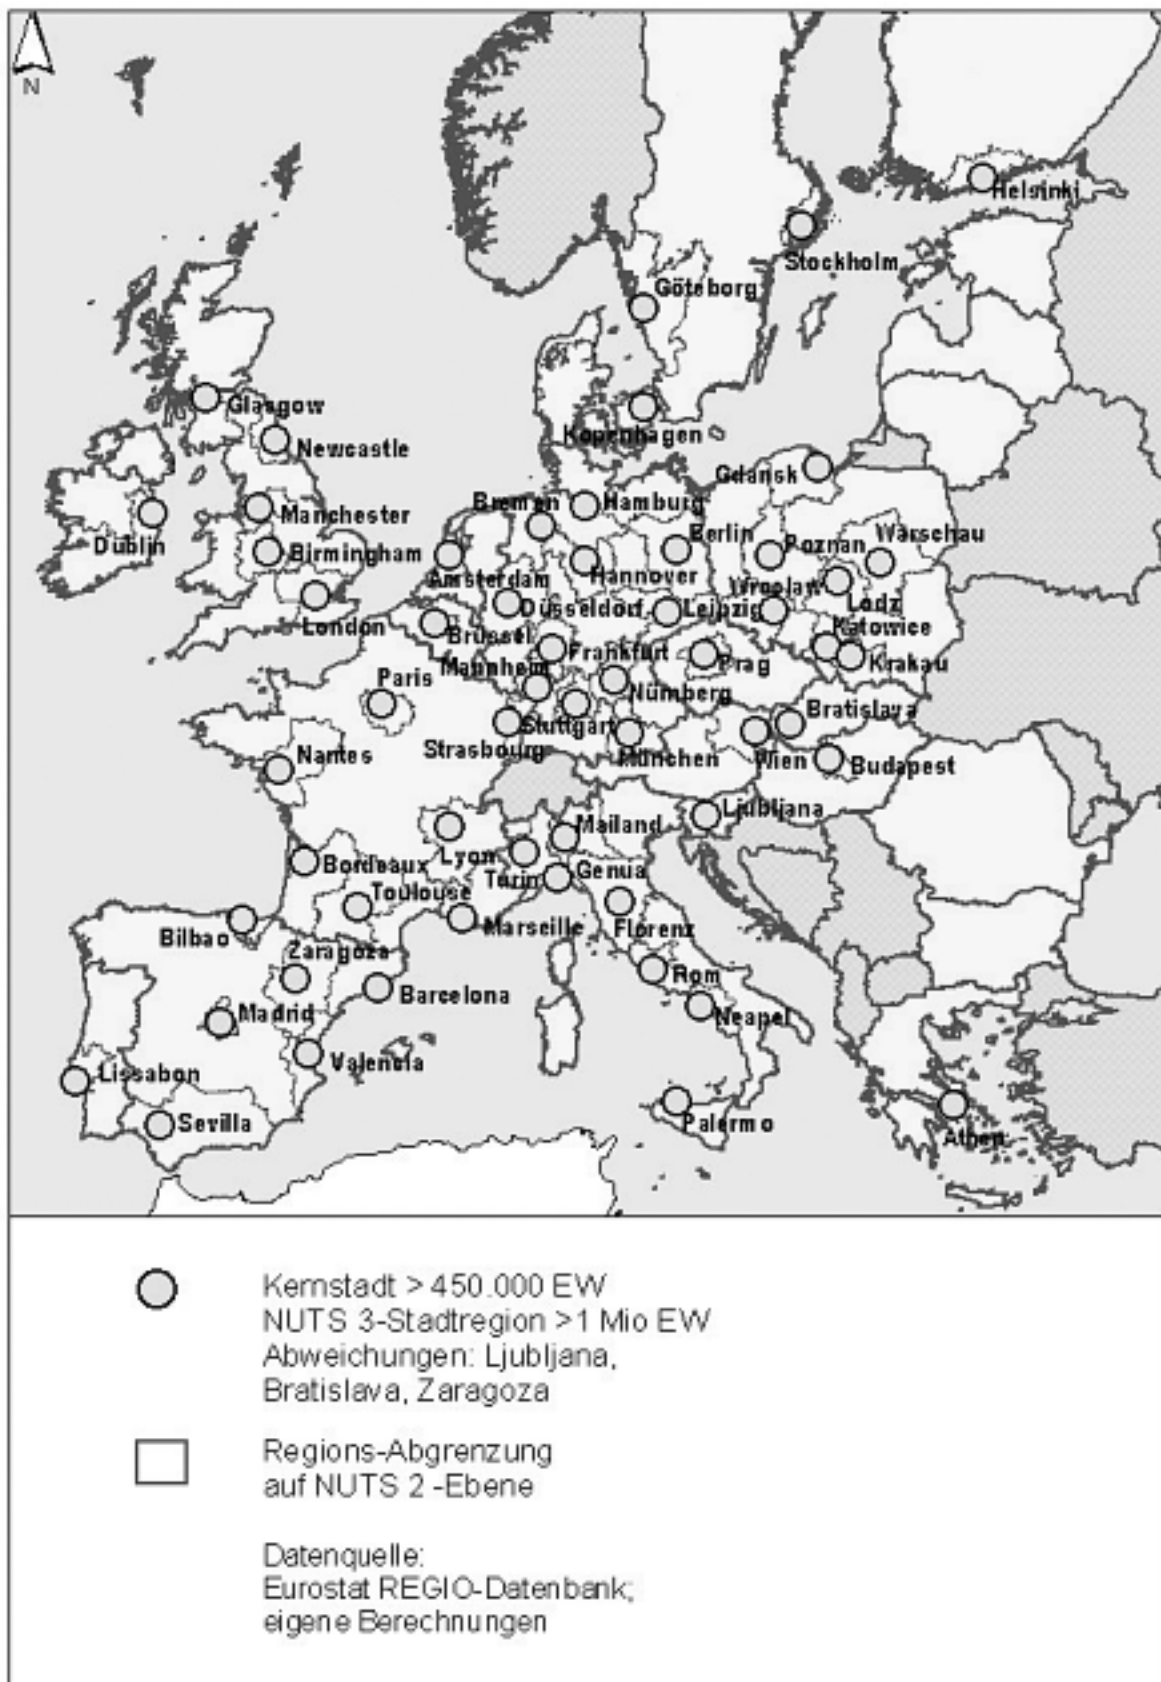 N
Helsinki
Stockholm
Göteborg
Glasgow
Kopenhagen
Newcastle
Gdansk
Bremen
Hamburg
Manchester
Dublin
Berlin
Warschau
Poznan
Birmingham
Amsterdam
Hannover
Wroclaw
Lodz
Düsseldorf
Leipzig
London
Brüssel
Katowice
Frankfurt
Prag
Krakau
Mannheim
Paris
Nürnberg
Bratislava
Stuttgart
Strasbourg
München
Wien
Budapest
Nantes
Ljubljana
Mailand
Lyon
Bordeaux
Turin
Genua
Toulouse
Marseille
Florenz
Bilbao
Zaragoza
Rom
Barcelona
Madrid
Neapel
Valencia
Lissabon
Sevilla
Palermo
Athen
Kernstadt > 450.000 EW
NUTS 3-Stadtregion >1 Mio EW
Abweichungen: Ljubljana,
Bratislava, Zaragoza
Regions-Abgrenzung
auf NUTS 2 -Ebene
Datenquelle:
Eurostat REGIO-Datenbank;
eigene Berechnungen